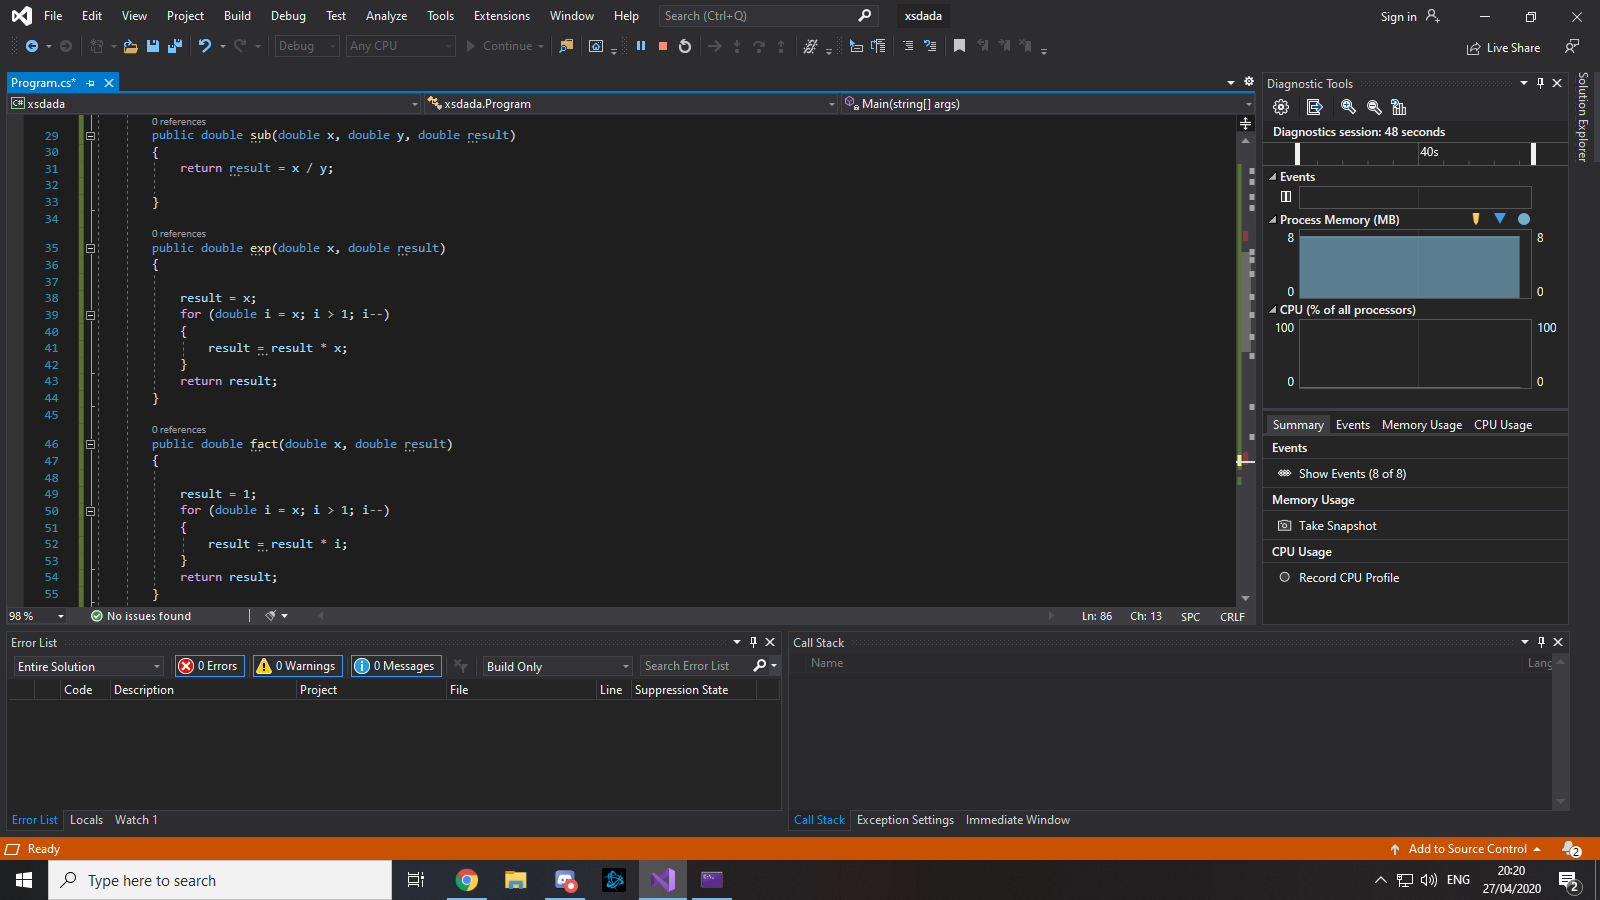 File Edit View Project Build Debug Test Analyze Tools Extensions Window Help Search (Ctrl+Q) xsdada Sign in
Debug Any CPU Continue Live Share
Program.cs*
C# xsdada xsdada.Program Main(string[] args)
0 references
29 public double sub(double x, double y, double result)
30 {
31 return result = x / y;
32
33 }
34
0 references
35 public double exp(double x, double result)
36 {
37
38 result = x;
39 for (double i = x; i > 1; i--)
40 {
41 result = result * x;
42 }
43 return result;
44 }
45
0 references
46 public double fact(double x, double result)
47 {
48
49 result = 1;
50 for (double i = x; i > 1; i--)
51 {
52 result = result * i;
53 }
54 return result;
55 }
98 % No issues found Ln: 86 Ch: 13 SPC CRLF
Diagnostic Tools
Diagnostics session: 48 seconds
40s
Events
Process Memory (MB)
8 8
0 0
CPU (% of all processors)
100 100
0 0
Summary Events Memory Usage CPU Usage
Events
Show Events (8 of 8)
Memory Usage
Take Snapshot
CPU Usage
Record CPU Profile
Solution Explorer
Error List
Entire Solution 0 Errors 0 Warnings 0 Messages Build Only Search Error List
Code Description Project File Line Suppression State
Error List Locals Watch 1
Call Stack
Name Lang
Call Stack Exception Settings Immediate Window
Ready Add to Source Control 2
Type here to search
ENG 20:20
27/04/2020 2